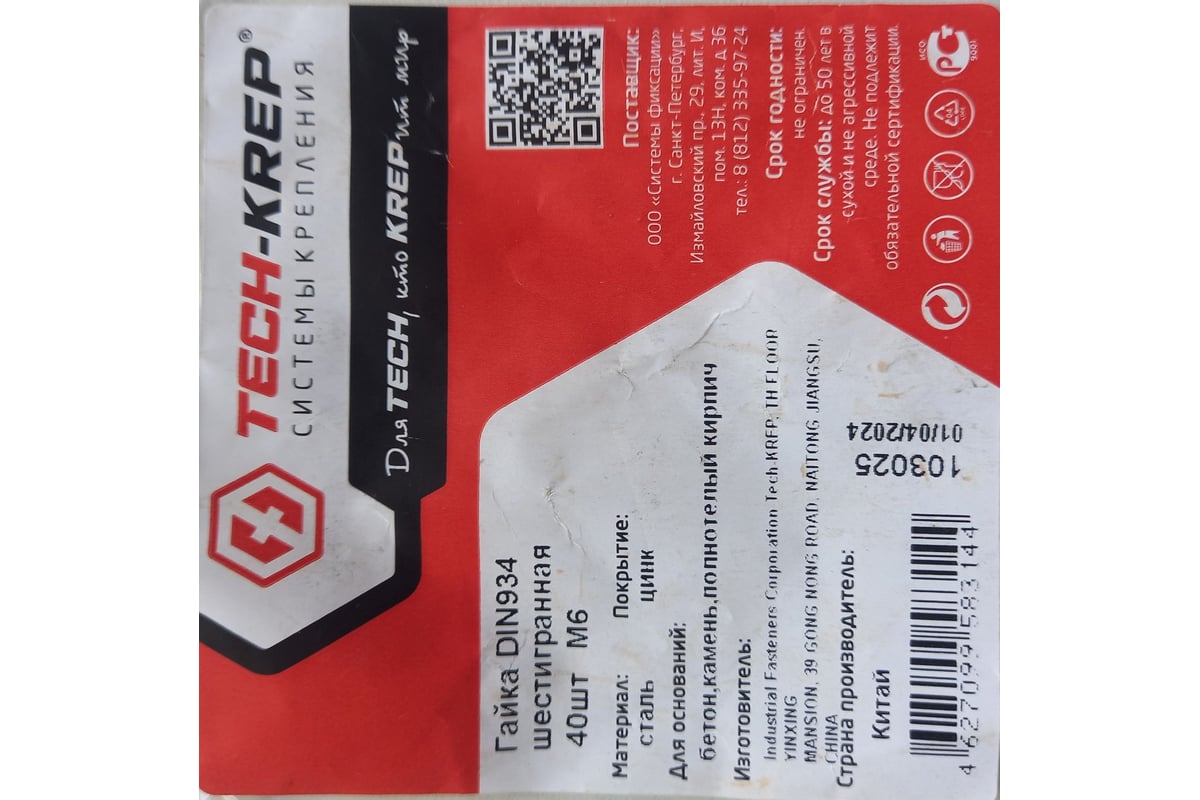 TECH-KREP®
СИСТЕМЫ КРЕПЛЕНИЯ
Для TECH, кто KREPит мир
Гайка DIN934
шестигранная
40шт М6
Материал: Покрытие:
сталь цинк
Для оснований:
бетон,камень,полнотелый кирпич
Изготовитель:
Industrial Fasteners Corporation Tech-KREP, TH FLOOR
YINXING
MANSION, 39 GONG NONG ROAD, NAITONG JIANGSU,
CHINA
Страна производитель:
Китай
4 627099 583144
103025
01/04/2024
Поставщик:
ООО «Системы фиксации»
г. Санкт-Петербург,
Измайловский пр., 29, лит. И,
пом. 13Н, ком. д 36
тел.: 8 (812) 335-97-24
Срок годности:
не ограничен.
Срок службы: до 50 лет в
сухой и не агрессивной
среде. Не подлежит
обязательной сертификации.
ИСО
РС
9001